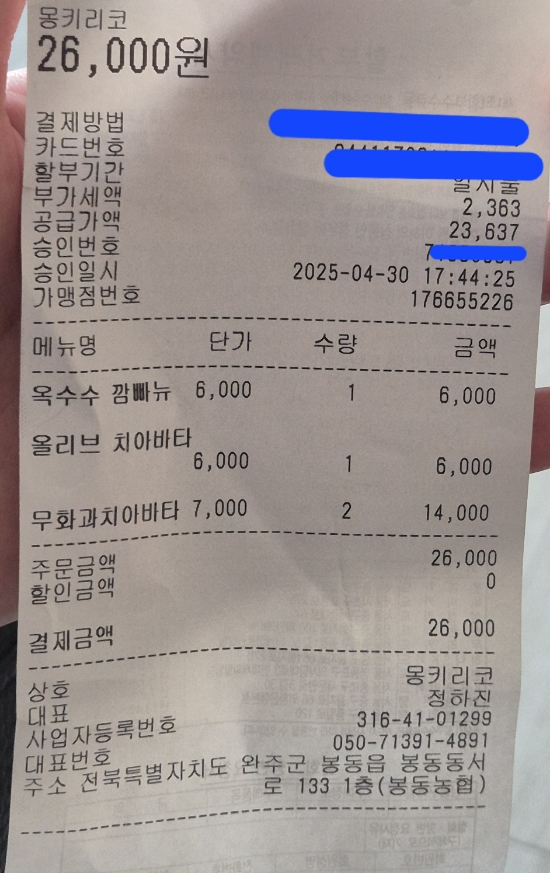 몽키리코
26,000원
결제방법
카드번호
할부기간 일시불
부가세액 2,363
공급가액 23,637
승인번호
승인일시 2025-04-30 17:44:25
가맹점번호 176655226
메뉴명 단가 수량 금액
옥수수 깜빠뉴 6,000 1 6,000
올리브 치아바타
6,000 1 6,000
무화과치아바타 7,000 2 14,000
주문금액 26,000
할인금액 0
결제금액 26,000
상호 몽키리코
대표 정하진
사업자등록번호 316-41-01299
대표번호 050-71391-4891
주소 전북특별자치도 완주군 봉동읍 봉동동서
로 133 1층(봉동농협)